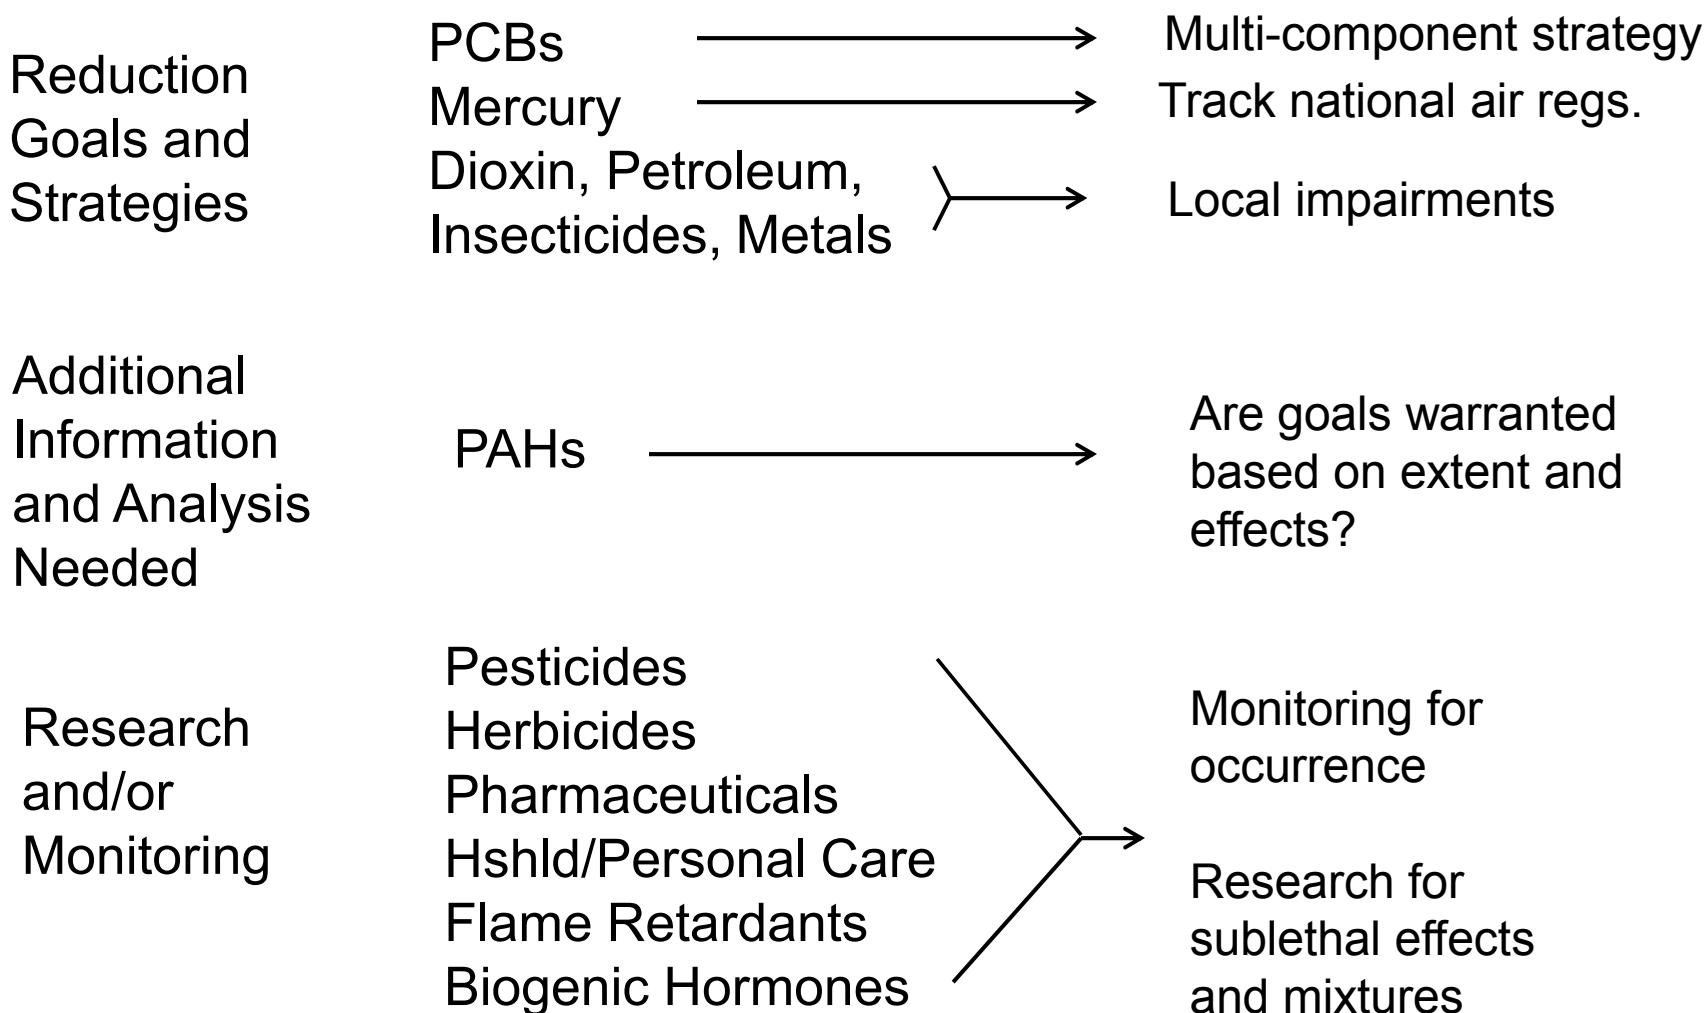 Reduction
Goals and
Strategies
PCBs
Mercury
Dioxin, Petroleum,
Insecticides, Metals
Multi-component strategy
Track national air regs.
Local impairments
Additional
Information
and Analysis
Needed
PAHs
Are goals warranted
based on extent and
effects?
Research
and/or
Monitoring
Pesticides
Herbicides
Pharmaceuticals
Hshld/Personal Care
Flame Retardants
Biogenic Hormones
Monitoring for
occurrence
Research for
sublethal effects
and mixtures